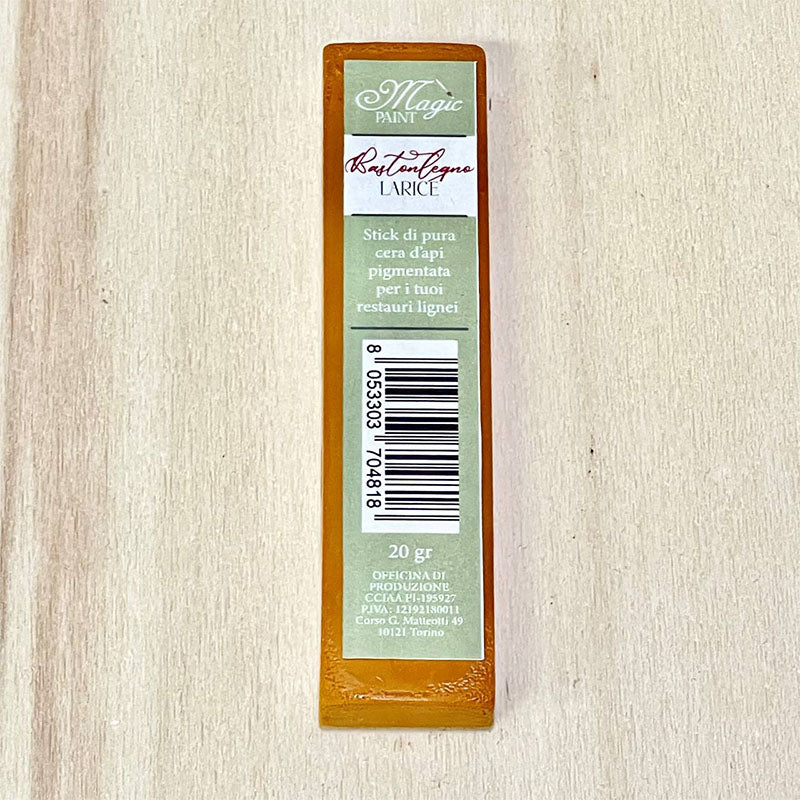 Magic
PAINT
Bastonlegno
LARICE
Stick di pura
cera d'api
pigmentata
per i tuoi
restauri lignei
8 053303 704818
20 gr
OFFICINA DI
PRODUZIONE
CCIAA PI-195927
P.IVA: 12192180011
Corso G. Matteotti 49
10121 Torino